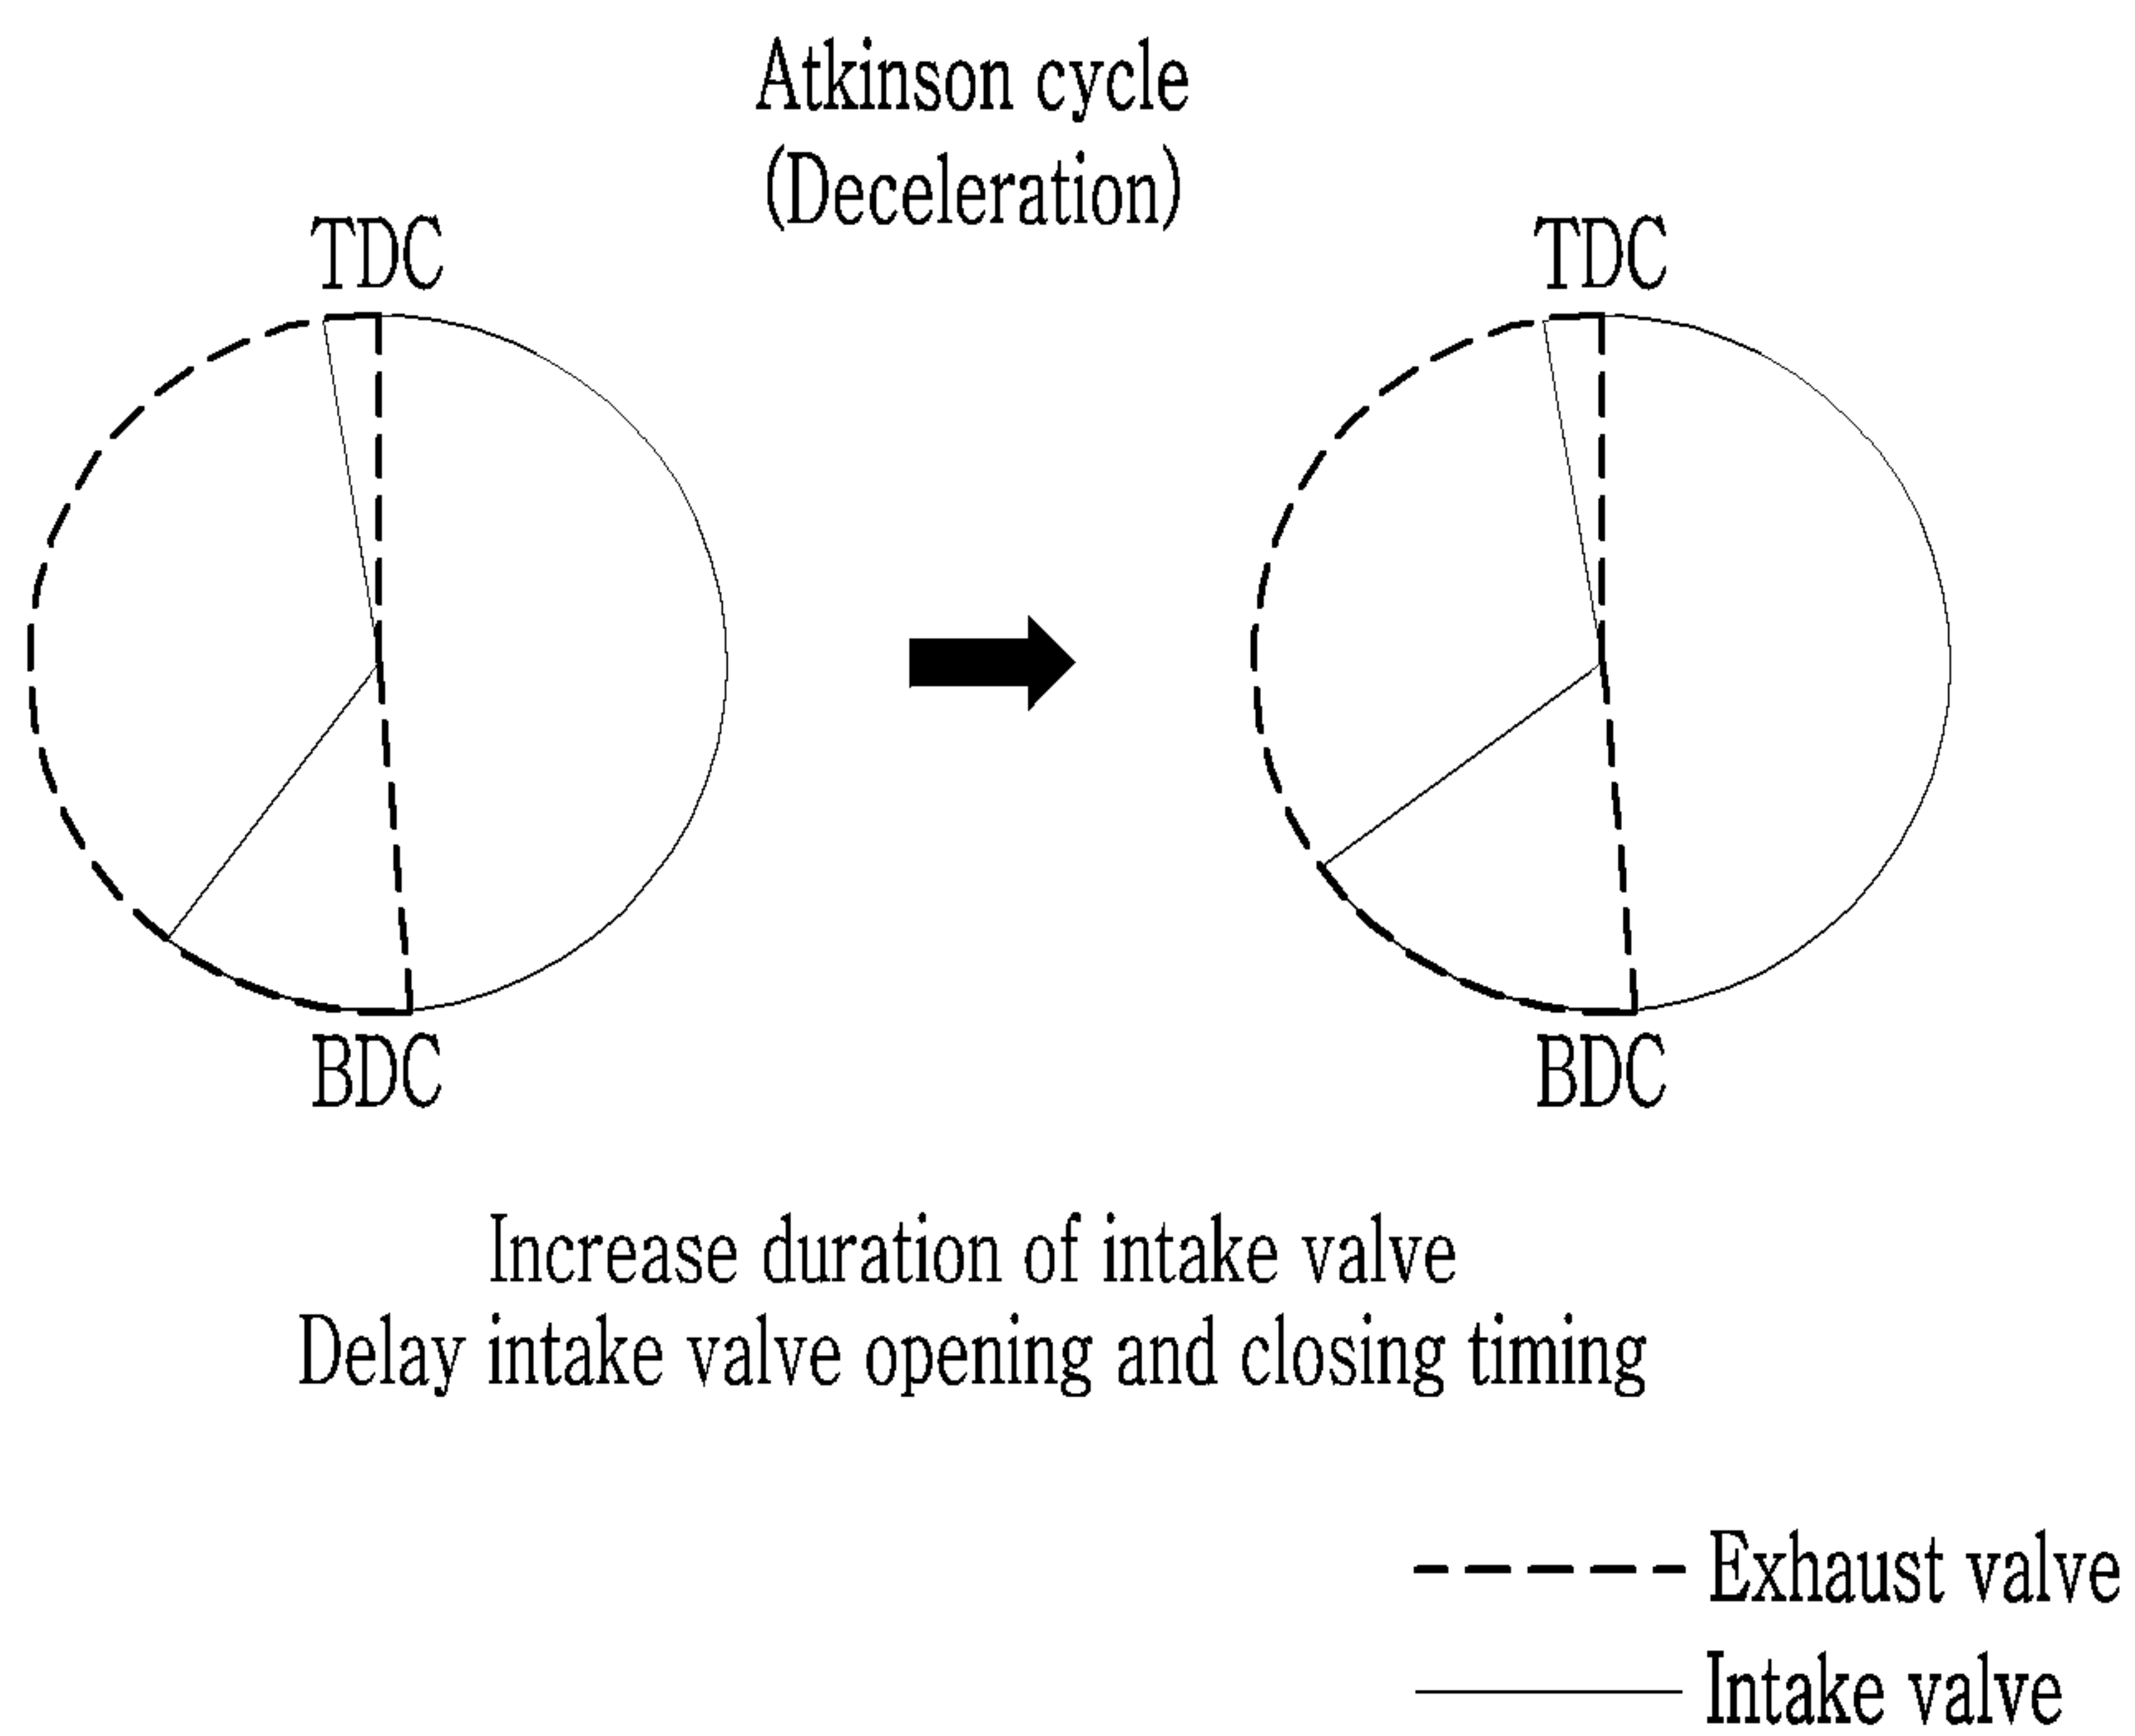 Atkinson cycle
(Deceleration)
TDC
TDC
BDC
BDC
Increase duration of intake valve
Delay intake valve opening and closing timing
Exhaust valve
Intake valve